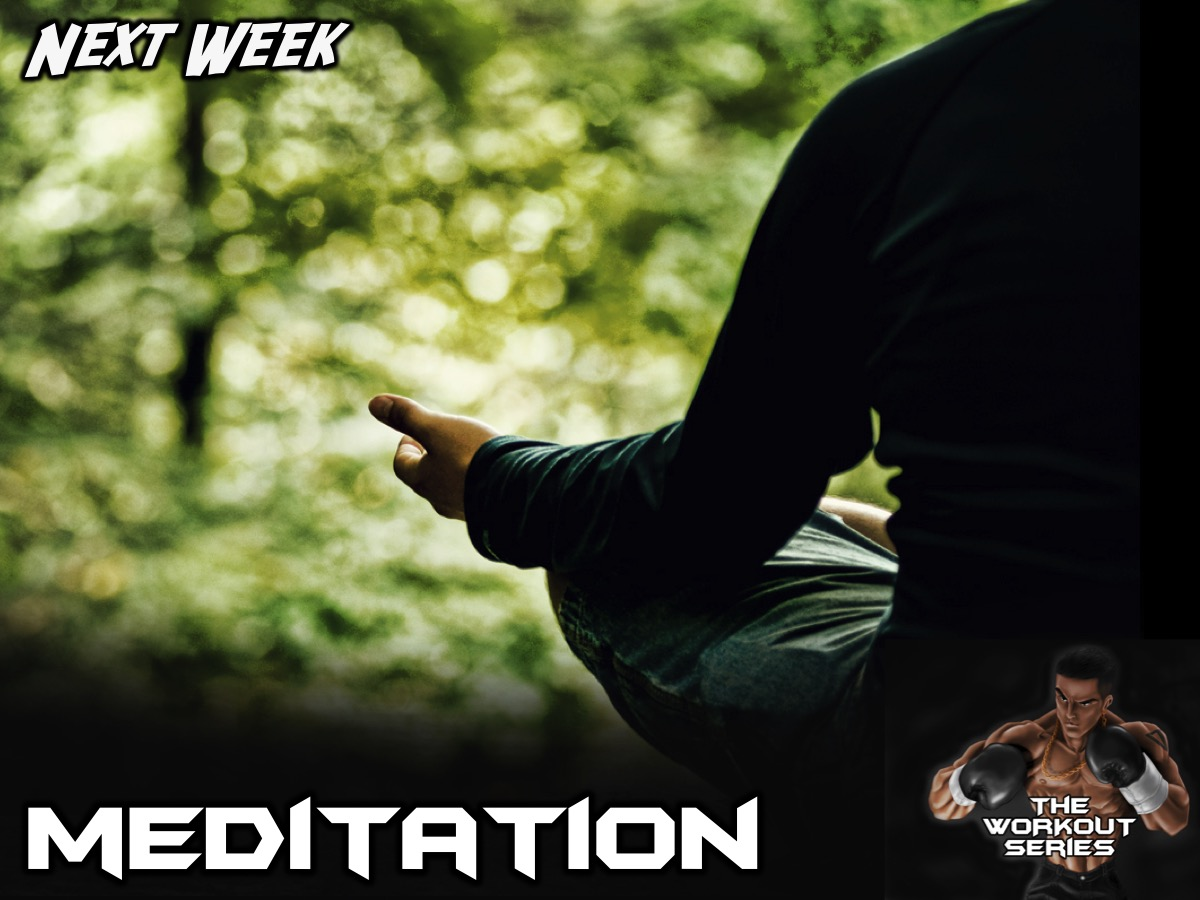 NEXT WEEK
MEDITATION
THE
WORKOUT
SERIES